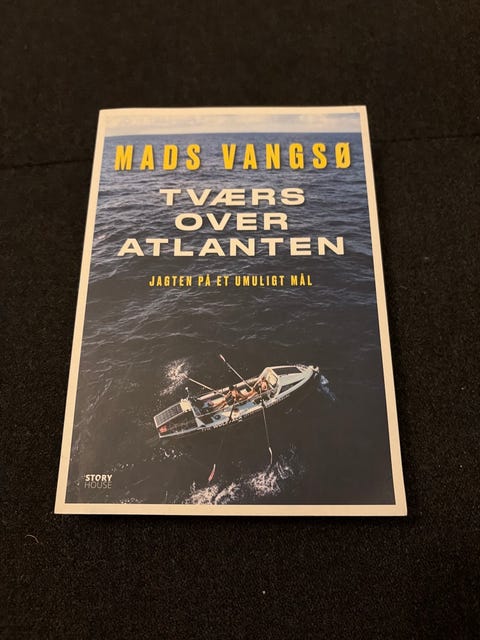 MADS VANGSØ
TVÆRS
OVER
ATLANTEN
JAGTEN PÅ ET UMULIGT MÅL
STORY
HOUSE